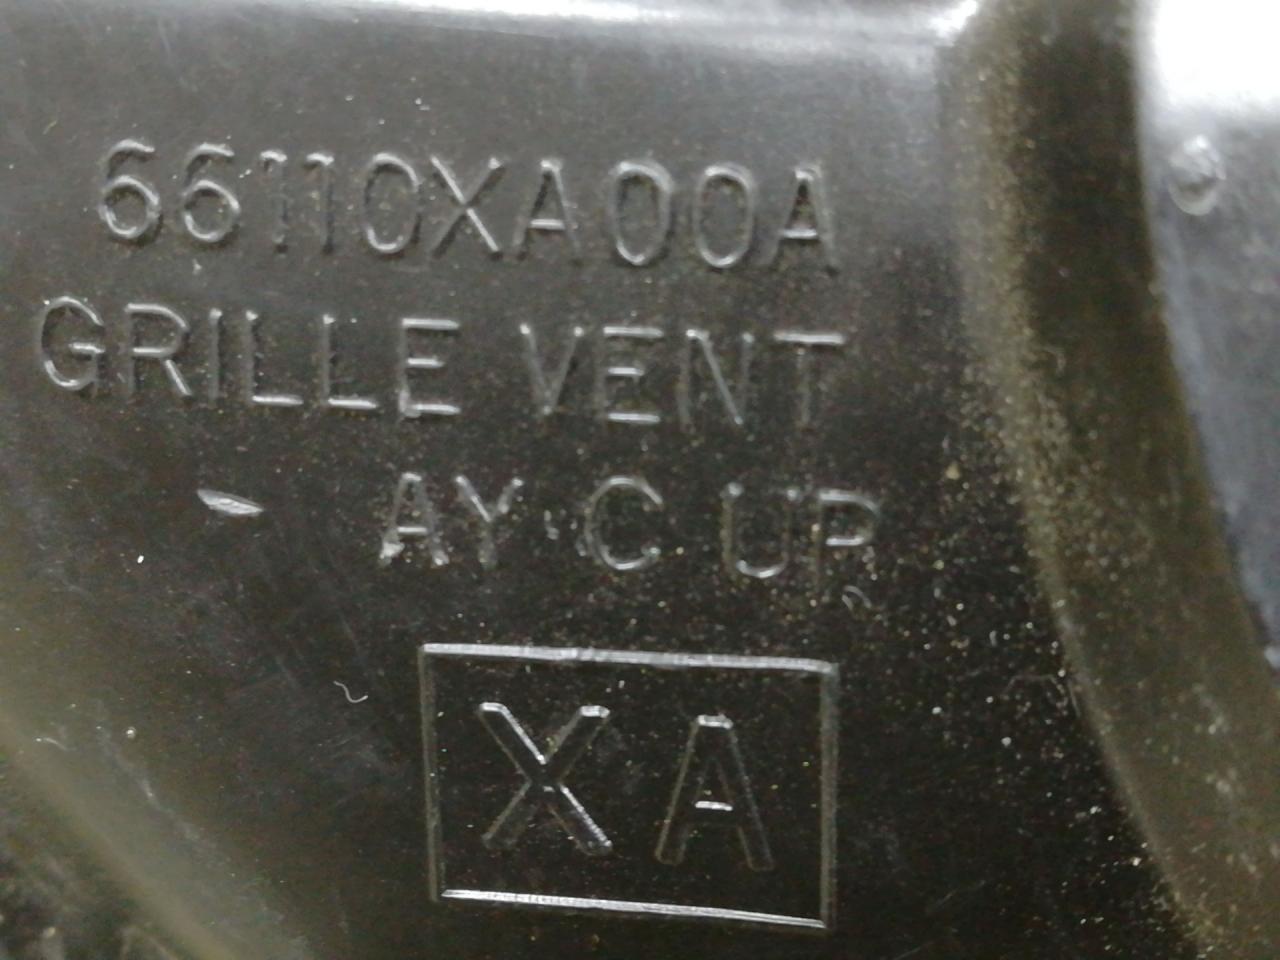 66110XA00A
GRILLE VENT
AY C UP
XA